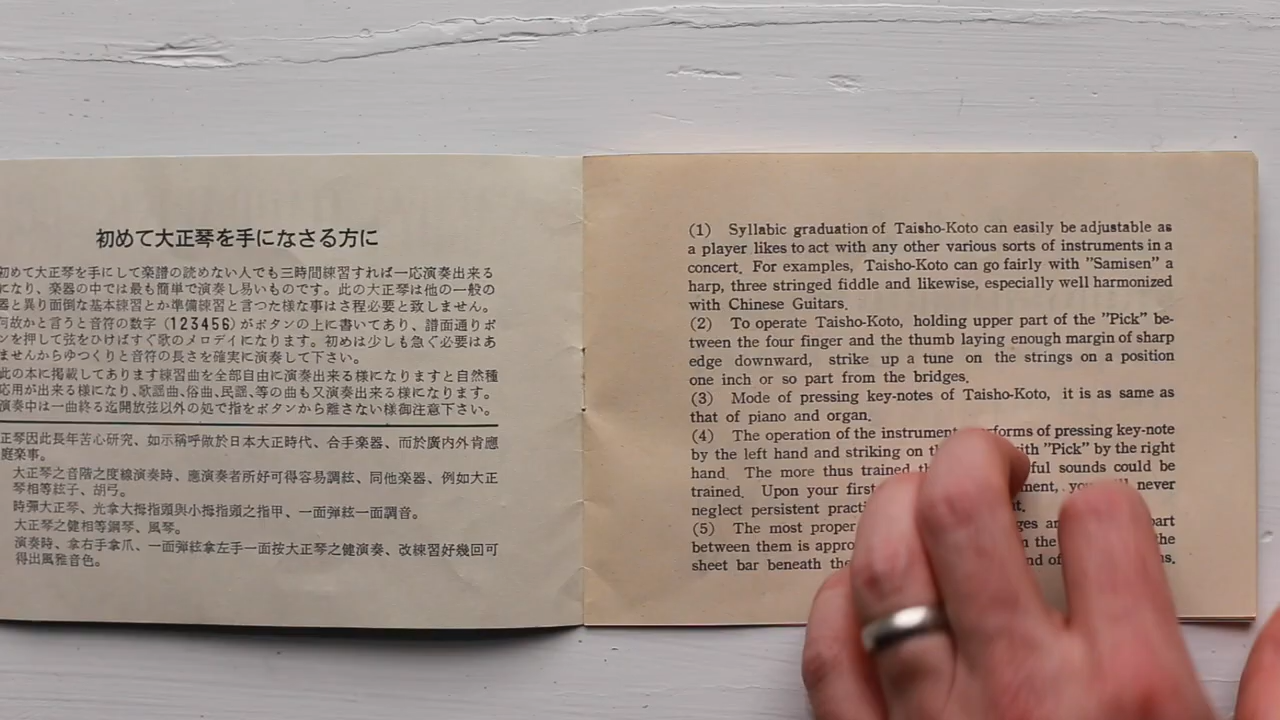 初めて大正琴を手になさる方に
初めて大正琴を手にして楽譜の読めない人でも三時間練習すれば一応演奏出来る
になり、楽器の中では最も簡単で演奏し易いものです。此の大正琴は他の一般の
器と異り面倒な基本練習とか準備練習と言つた様な事はさ程必要と致しません。
何故かと言うと音符の数字(123456)がボタンの上に書いてあり、譜面通りボ
ンを押して弦をひけばすぐ歌のメロデイになります。初めは少しも急ぐ必要はあ
ませんからゆつくりと音符の長さを確実に演奏して下さい。
此の本に掲載してあります練習曲を全部自由に演奏出来る様になりますと自然種
応用が出来る様になり、歌謡曲、俗曲、民謡、等の曲も又演奏出来る様になります。
演奏中は一曲終る迄開放弦以外の処で指をボタンから離さない様御注意下さい。
正琴因此長年苦心研究、如示稱呼做於日本大正時代、合手楽器、而於廣内外肯應
庭楽事。
大正琴之音階之度線演奏時、應演奏者所好可得容易調絃、同他楽器、例如大正
琴相等絃子、胡弓。
時彈大正琴、光拿大拇指頭與小拇指頭之指甲、一面弾絃一面調音。
大正琴之健相等鋼琴、風琴。
演奏時、拿右手拿爪、一面弾絃拿左手一面按大正琴之健演奏、改練習好幾回可
得出風雅音色。
(1) Syllabic graduation of Taisho-Koto can easily be adjustable as
a player likes to act with any other various sorts of instruments in a
concert. For examples, Taisho-Koto can go fairly with "Samisen" a
harp, three stringed fiddle and likewise, especially well harmonized
with Chinese Guitars.
(2) To operate Taisho-Koto, holding upper part of the "Pick" be-
tween the four finger and the thumb laying enough margin of sharp
edge downward, strike up a tune on the strings on a position
one inch or so part from the bridges.
(3) Mode of pressing key-notes of Taisho-Koto, it is as same as
that of piano and organ.
(4) The operation of the instrument forms of pressing key-note
by the left hand and striking on with "Pick" by the right
hand. The more thus trained sounds could be
trained. Upon your first never
neglect persistent
(5) The most proper part
between them is the
sheet bar beneath